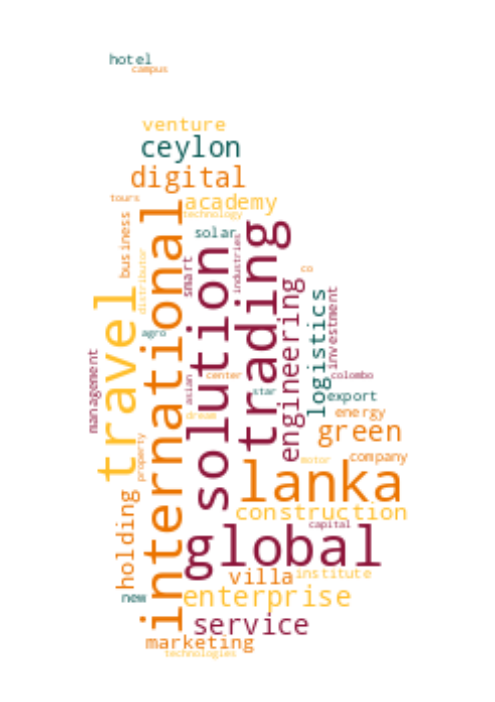 hotel
campus
venture
ceylon
digital
tours
academy
technology
international
business
solar
trading
solution
industries
distributor
smart
co
engineering
travel
logistics
investment
agro
management
center
colombo
asian
star
export
dream
energy
green
property
company
motor
lanka
holding
construction
capital
global
villa
institute
new
enterprise
service
marketing
technologies